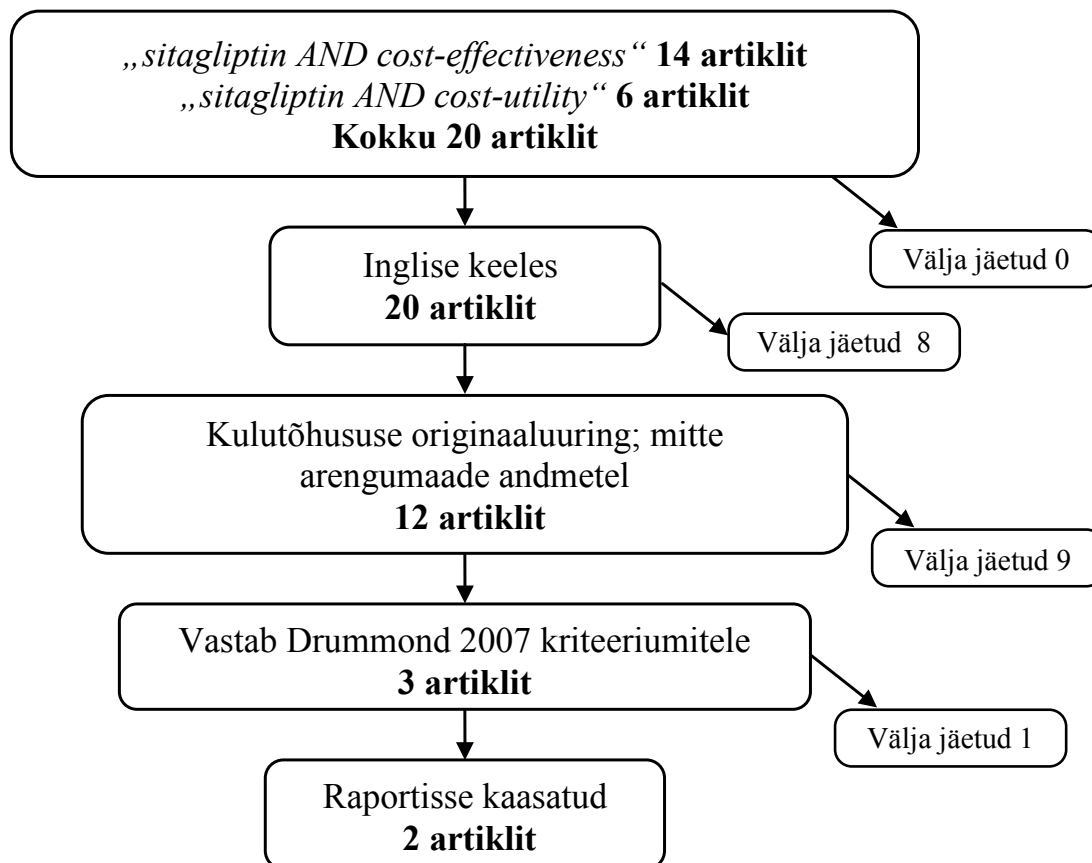 „sitagliptin AND cost-effectiveness“ 14 artiklit
„sitagliptin AND cost-utility“ 6 artiklit
Kokku 20 artiklit
Välja jäetud 0
Inglise keeles
20 artiklit
Välja jäetud 8
Kulutõhususe originaaluuring; mitte
arengumaade andmetel
12 artiklit
Välja jäetud 9
Vastab Drummond 2007 kriteeriumitele
3 artiklit
Välja jäetud 1
Raportisse kaasatud
2 artiklit